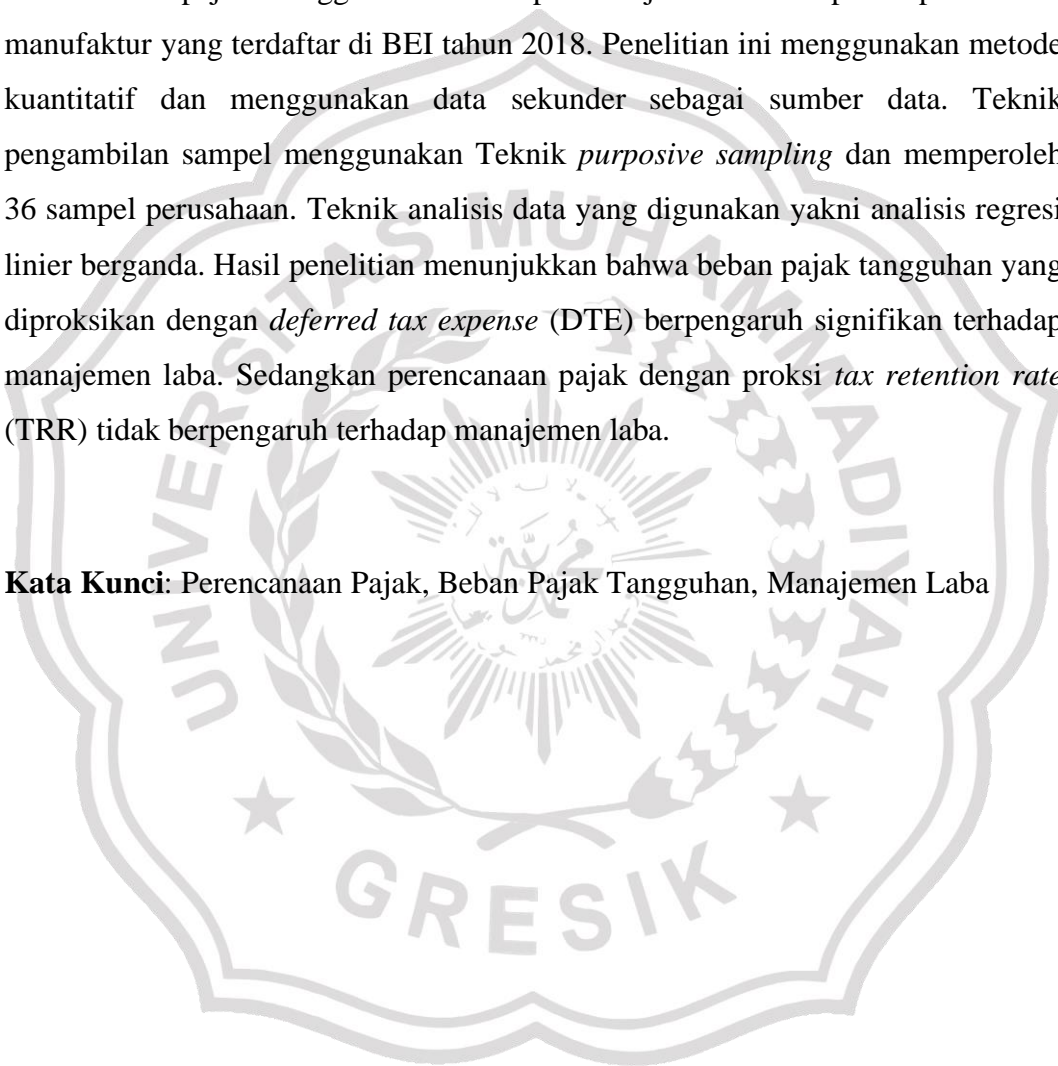 manufaktur yang terdaftar di BEI tahun 2018. Penelitian ini menggunakan metode
kuantitatif dan menggunakan data sekunder sebagai sumber data. Teknik
pengambilan sampel menggunakan Teknik purposive sampling dan memperoleh
36 sampel perusahaan. Teknik analisis data yang digunakan yakni analisis regresi
linier berganda. Hasil penelitian menunjukkan bahwa beban pajak tangguhan yang
diproksikan dengan deferred tax expense (DTE) berpengaruh signifikan terhadap
manajemen laba. Sedangkan perencanaan pajak dengan proksi tax retention rate
(TRR) tidak berpengaruh terhadap manajemen laba.
Kata Kunci: Perencanaan Pajak, Beban Pajak Tangguhan, Manajemen Laba
UNIVERSITAS MUHAMMADIYAH
GRESIK